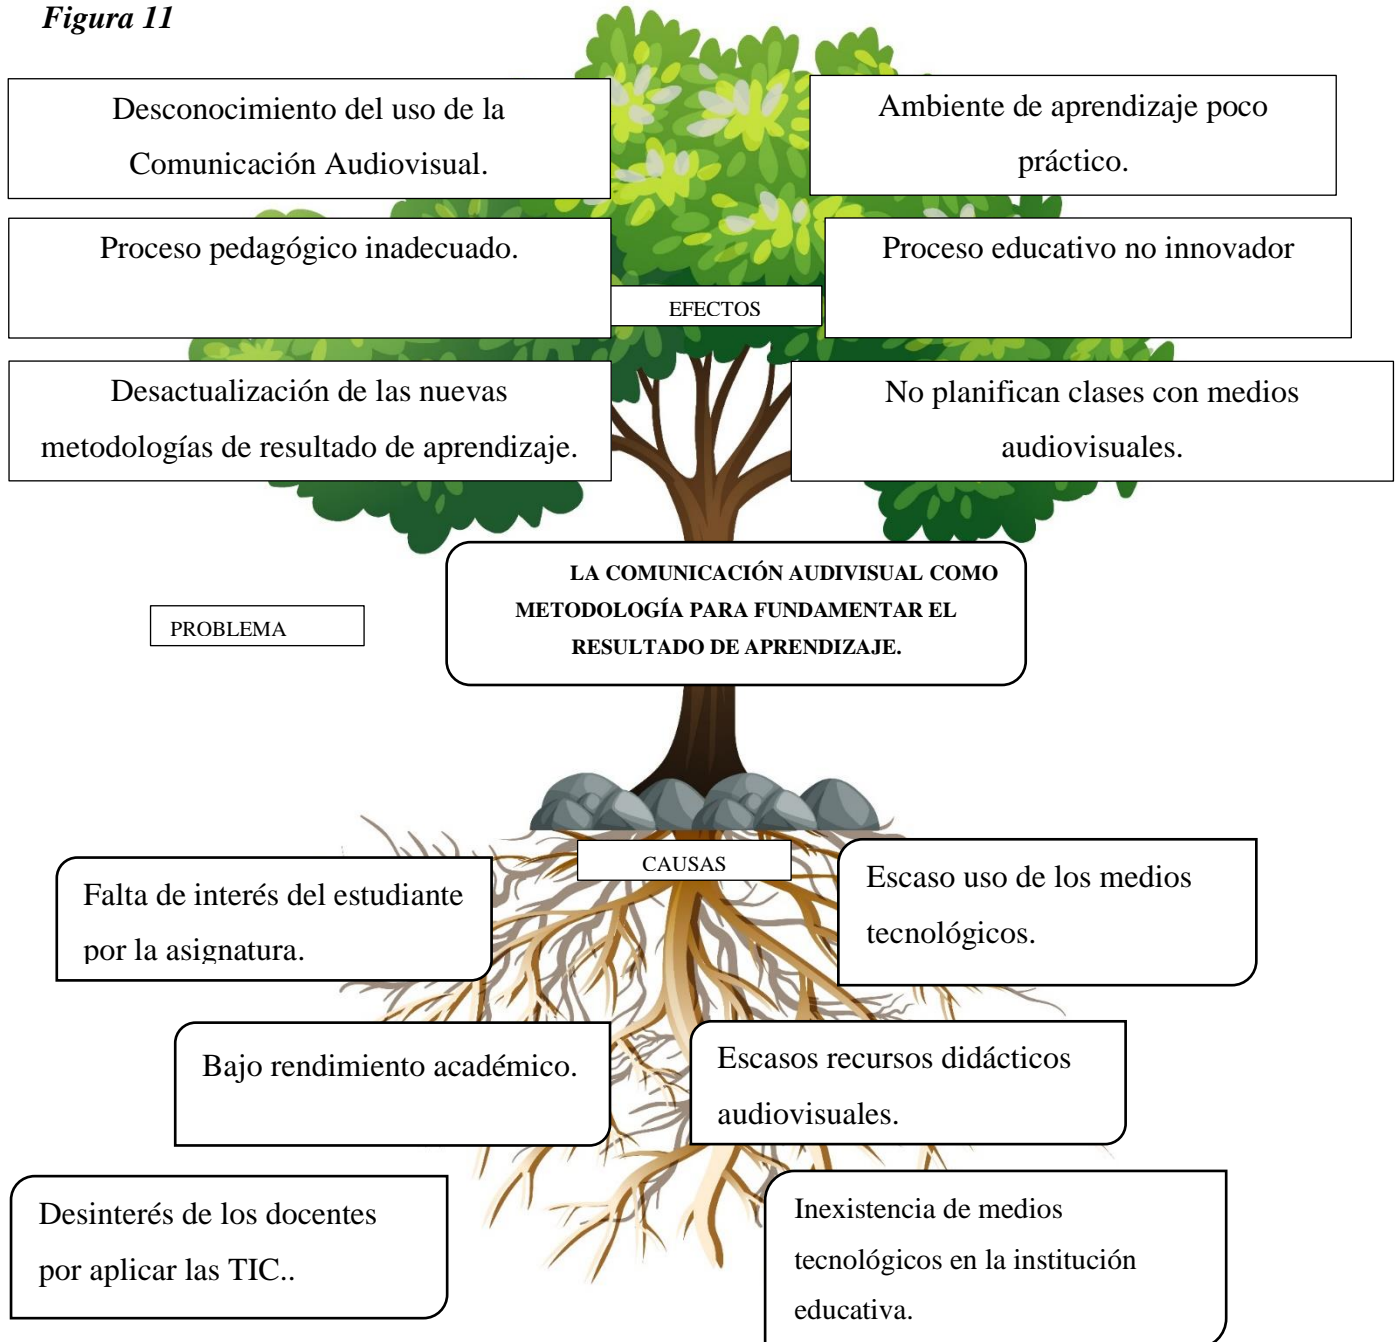 Figura 11
Desconocimiento del uso de la
Comunicación Audiovisual.
Ambiente de aprendizaje poco
práctico.
Proceso pedagógico inadecuado.
Proceso educativo no innovador
EFECTOS
Desactualización de las nuevas
metodologías de resultado de aprendizaje.
No planifican clases con medios
audiovisuales.
LA COMUNICACIÓN AUDIVISUAL COMO
METODOLOGÍA PARA FUNDAMENTAR EL
RESULTADO DE APRENDIZAJE.
PROBLEMA
CAUSAS
Falta de interés del estudiante
por la asignatura.
Escaso uso de los medios
tecnológicos.
Bajo rendimiento académico.
Escasos recursos didácticos
audiovisuales.
Desinterés de los docentes
por aplicar las TIC..
Inexistencia de medios
tecnológicos en la institución
educativa.